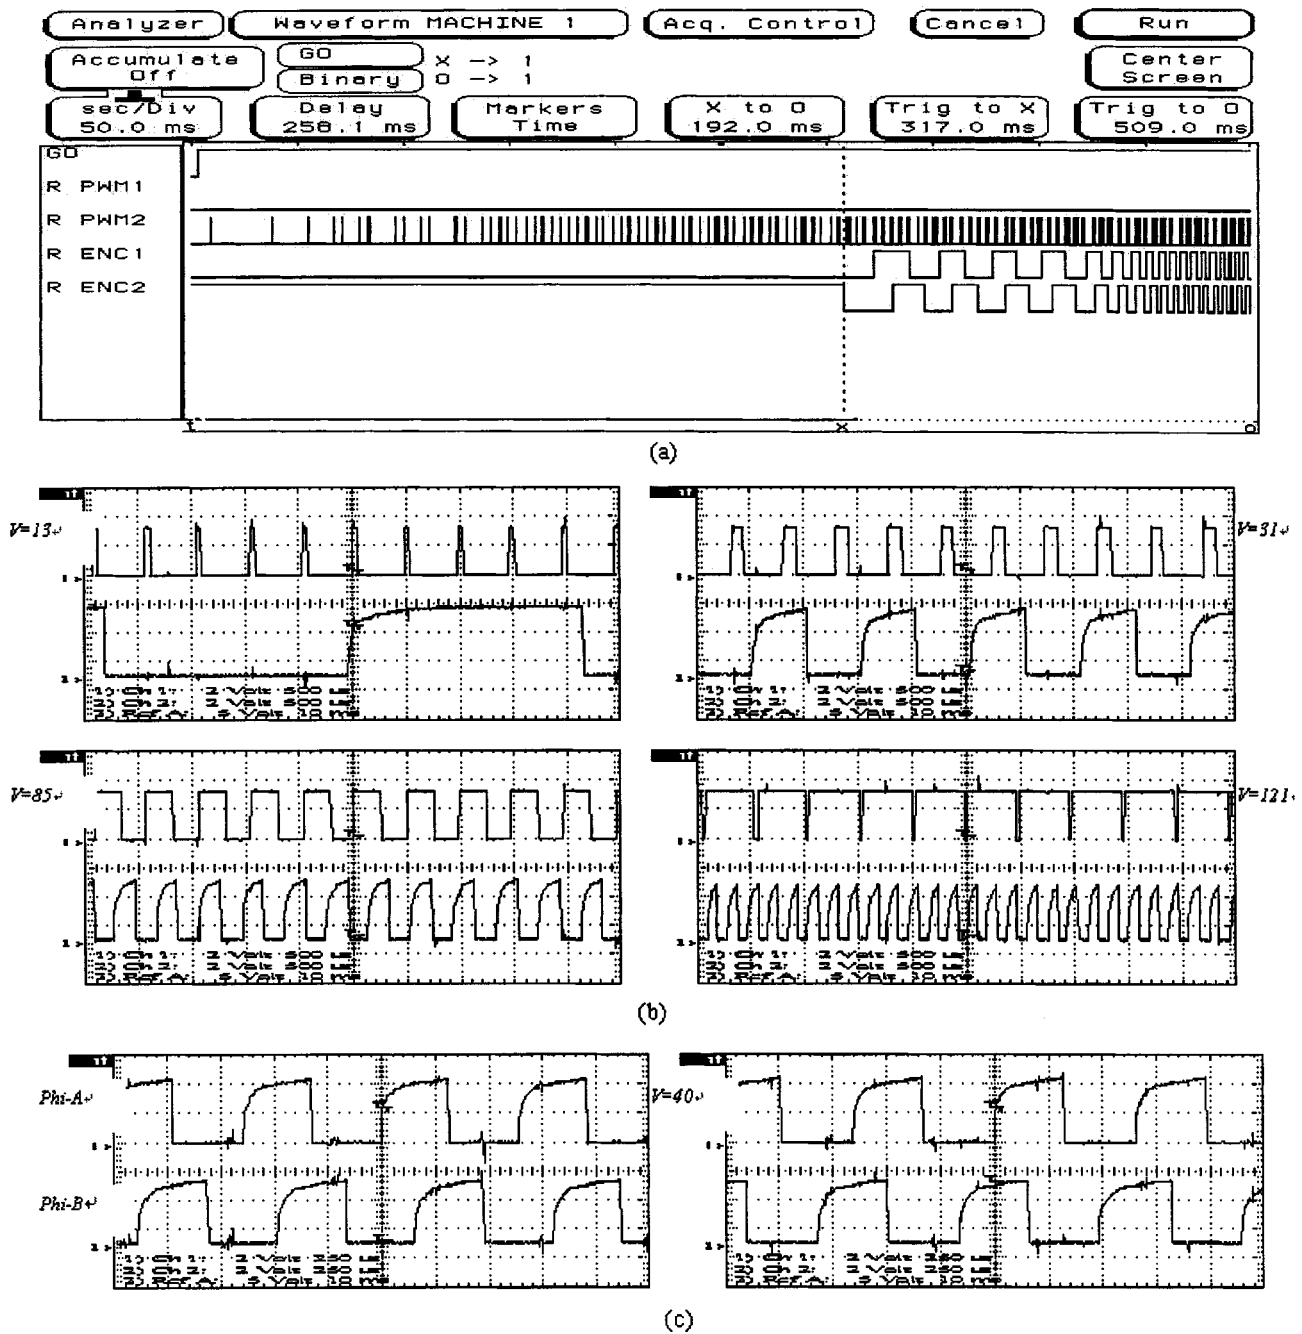 Analyzer Waveform MACHINE 1 Acq. Control Cancel Run
Accumulate Off
GO
Binary
X -> 1
O -> 1
Center Screen
sec/Div 50.0 ms
Delay 258.1 ms
Markers Time
X to O 192.0 ms
Trig to X 317.0 ms
Trig to O 509.0 ms
GO
R PWM1
R PWM2
R ENC1
R ENC2
t X O
(a)
V=13
V=31
V=85
V=121
(b)
Phi-A
V=40
Phi-B
(c)